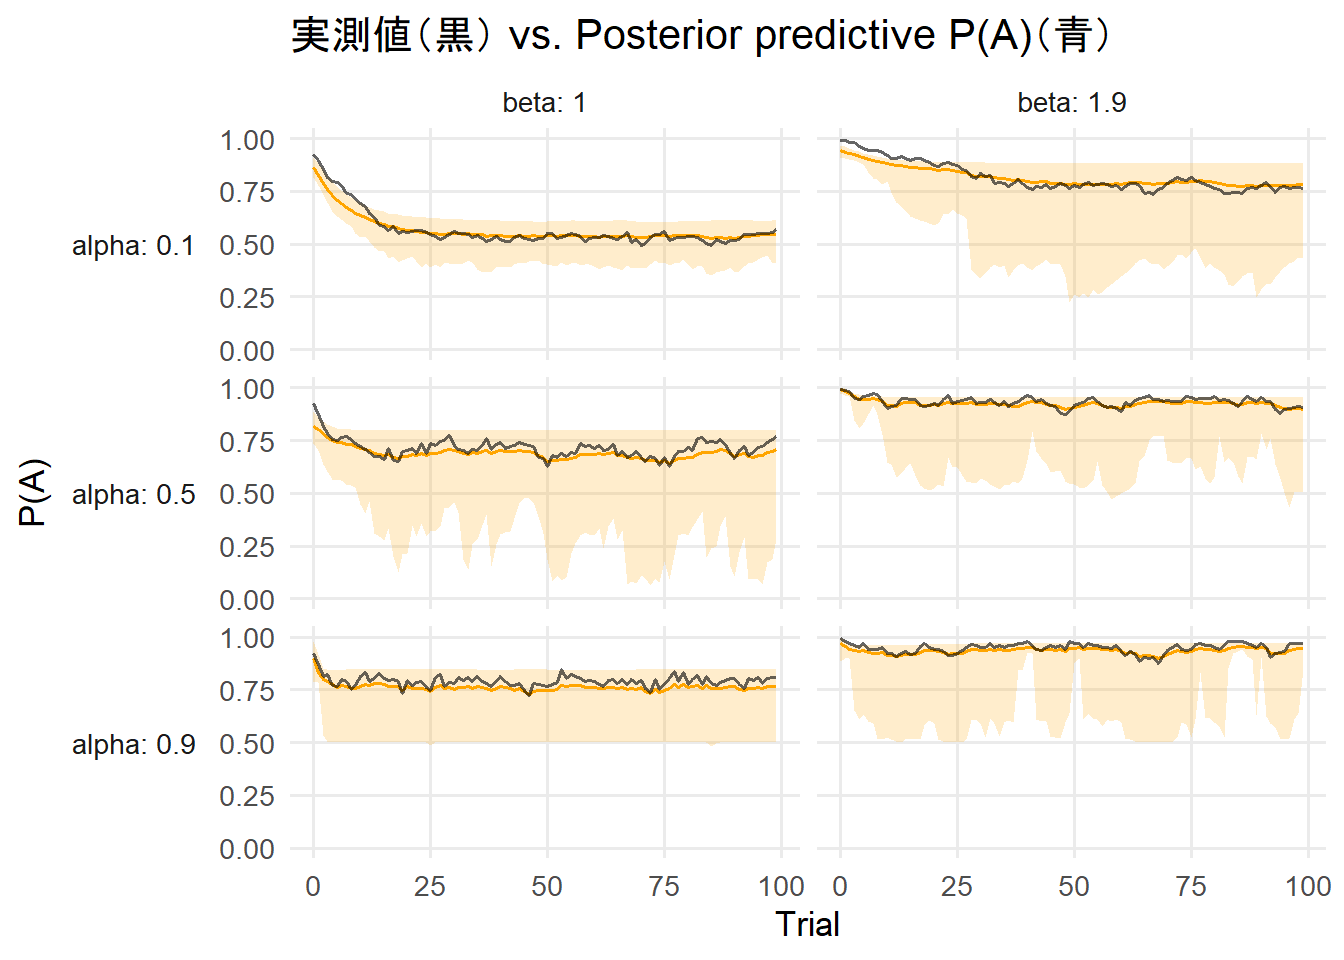 実測値（黒） vs. Posterior predictive P(A)（青）
beta: 1
beta: 1.9
1.00
0.75
alpha: 0.1
0.50
0.25
0.00
1.00
0.75
P(A)
alpha: 0.5
0.50
0.25
0.00
1.00
0.75
alpha: 0.9
0.50
0.25
0.00
0 25 50 75 100 0 25 50 75 100
Trial